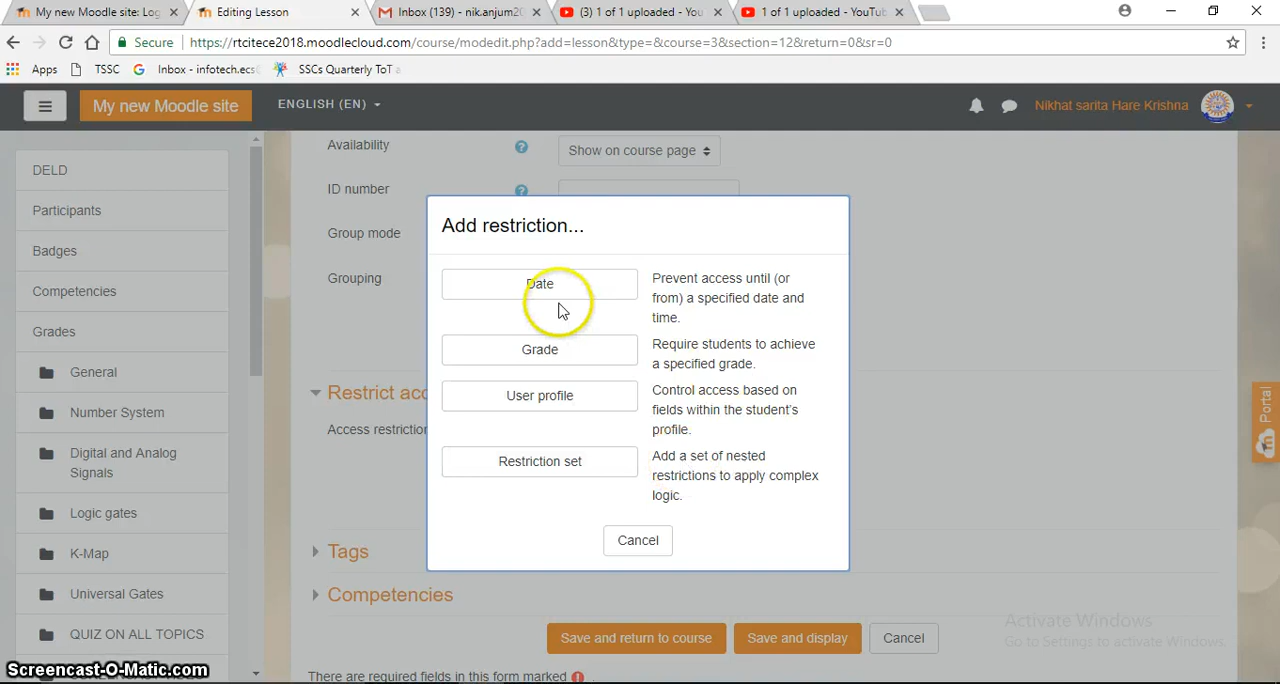 My new Moodle site: Log
Editing Lesson
Inbox (139) - nik.anjum20
(3) 1 of 1 uploaded - You
1 of 1 uploaded - YouTub
Secure
https://rtcitece2018.moodlecloud.com/course/modedit.php?add=lesson&type=&course=3&section=12&return=0&sr=0
Apps
TSSC
Inbox - infotech.ecs
SSCs Quarterly ToT a
My new Moodle site
ENGLISH (EN)
Nikhat sarita Hare Krishna
DELD
Participants
Badges
Competencies
Grades
General
Number System
Digital and Analog
Signals
Logic gates
K-Map
Universal Gates
QUIZ ON ALL TOPICS
Availability
Show on course page
ID number
Group mode
Grouping
Restrict acc
Access restriction
Add restriction...
Date
Prevent access until (or
from) a specified date and
time.
Grade
Require students to achieve
a specified grade.
User profile
Control access based on
fields within the student's
profile.
Restriction set
Add a set of nested
restrictions to apply complex
logic.
Cancel
Tags
Competencies
Save and return to course
Save and display
Cancel
There are required fields in this form marked
Portal
Activate Windows
Go to Settings to activate Windows.
Screencast-O-Matic.com